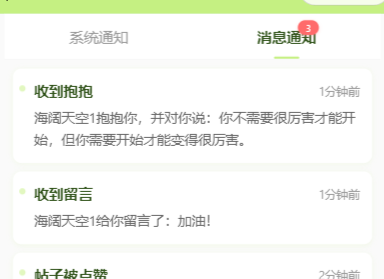 系统通知
消息通知
3
收到抱抱
1分钟前
海阔天空1抱抱你，并对你说：你不需要很厉害才能开
始，但你需要开始才能变得很厉害。
收到留言
1分钟前
海阔天空1给你留言了：加油！
帖子被点赞
2分钟前